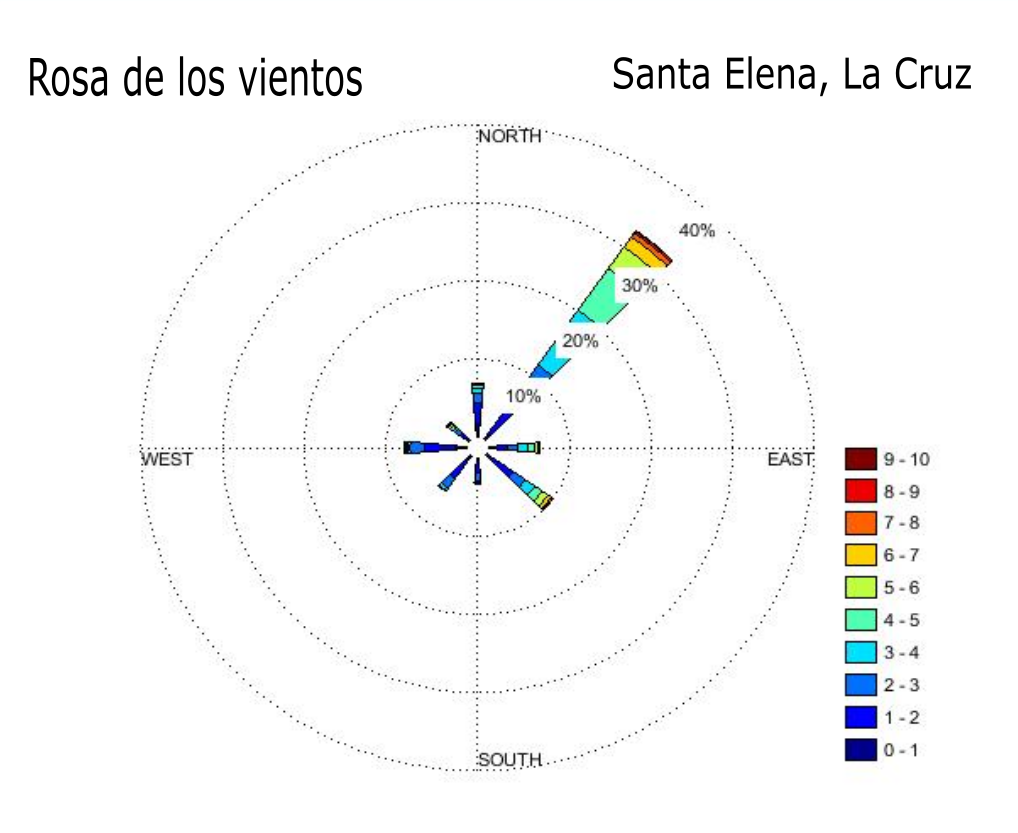 Rosa de los vientos
Santa Elena, La Cruz
NORTH
40%
30%
20%
10%
WEST
EAST
SOUTH
9 - 10
8 - 9
7 - 8
6 - 7
5 - 6
4 - 5
3 - 4
2 - 3
1 - 2
0 - 1